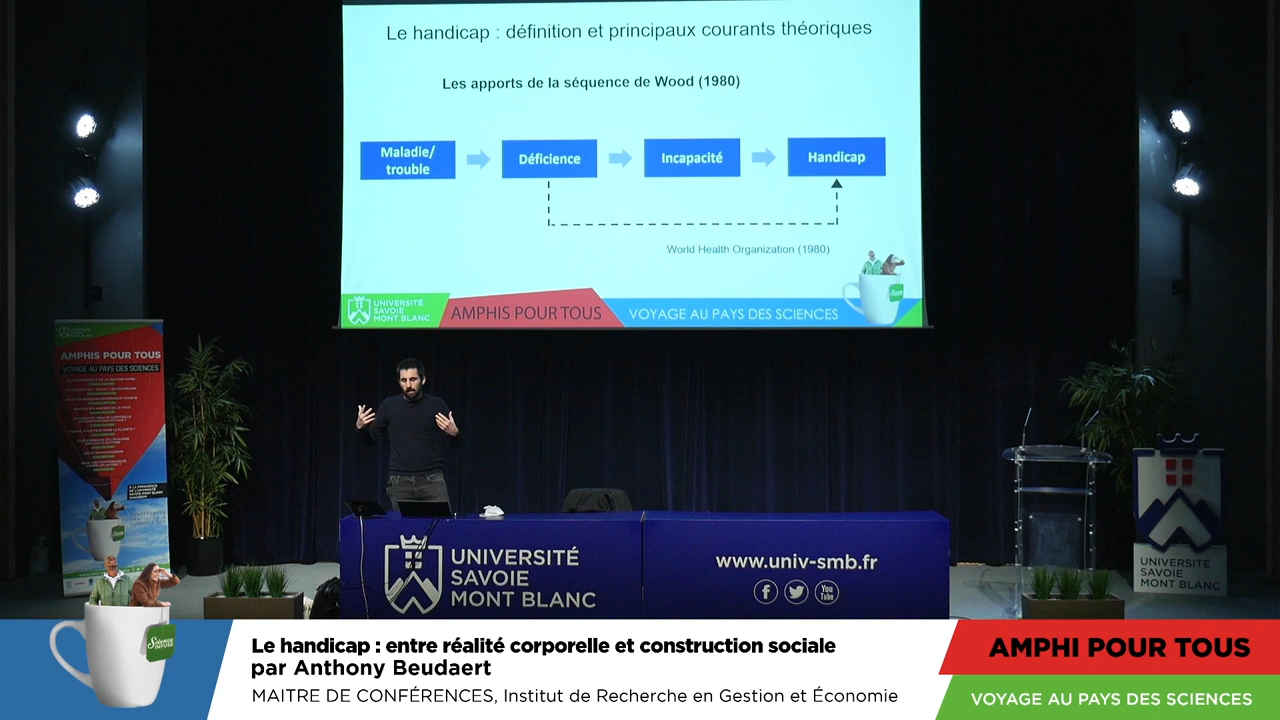 Le handicap : définition et principaux courants théoriques
Les apports de la séquence de Wood (1980)
Maladie/
trouble
Déficience
Incapacité
Handicap
World Health Organization (1980)
UNIVERSITÉ
SAVOIE
MONT BLANC
AMPHIS POUR TOUS
VOYAGE AU PAYS DES SCIENCES
AMPHIS POUR TOUS
VOYAGE AU PAYS DES SCIENCES
UNIVERSITÉ
SAVOIE
MONT BLANC
www.univ-smb.fr
You
Tube
UNIVERSITÉ
SAVOIE
MONT BLANC
Science
INFUSE
Le handicap : entre réalité corporelle et construction sociale
par Anthony Beudaert
MAITRE DE CONFÉRENCES, Institut de Recherche en Gestion et Économie
AMPHI POUR TOUS
VOYAGE AU PAYS DES SCIENCES